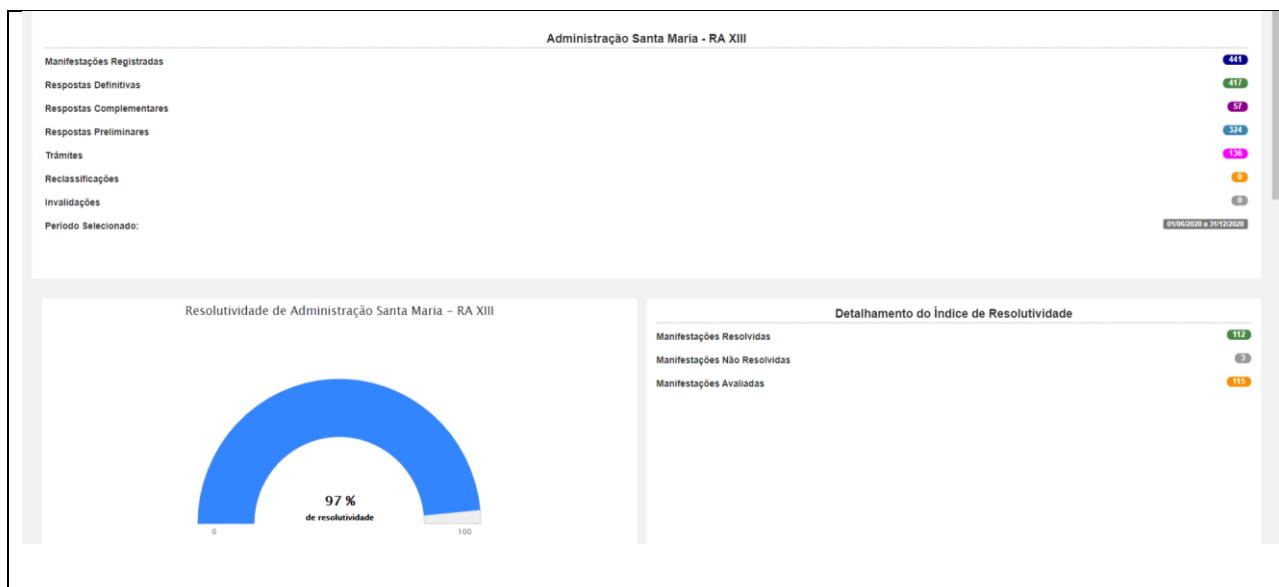 Administração Santa Maria - RA XIII
Manifestações Registradas 441
Respostas Definitivas 417
Respostas Complementares 57
Respostas Preliminares 324
Trâmites 136
Reclassificações 0
Invalidações 0
Período Selecionado: 01/06/2020 a 31/12/2020
Resolutividade de Administração Santa Maria – RA XIII
97 %
de resolutividade
0 100
Detalhamento do Índice de Resolutividade
Manifestações Resolvidas 112
Manifestações Não Resolvidas 3
Manifestações Avaliadas 115